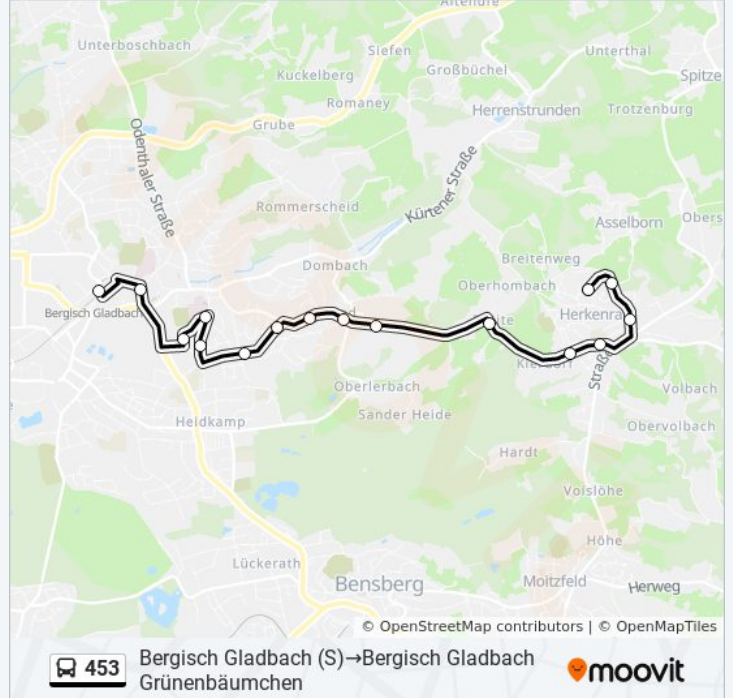 Altenfe
Unterboschbach
Siefen
Unterthal
Kuckelberg
Großbüchel
Spitze
Romaney
Herrenstrunden
Trotzenburg
Grube
Odenthaler Straße
Kürtener Straße
Rommerscheid
Asselborn
Obers
Breitenweg
Dombach
Oberhombach
Bergisch Gladbach
Herkenra
Straße
Oberlerbach
Volbach
Heldkamp
Sander Heide
Obervolbach
Hardt
Voislöhe
Höhe
Lückerath
Bensberg
Moitzfeld
Herweg
© OpenStreetMap contributors | © OpenMapTiles
453
Bergisch Gladbach (S)→Bergisch Gladbach
Grünenbäumchen
moovit